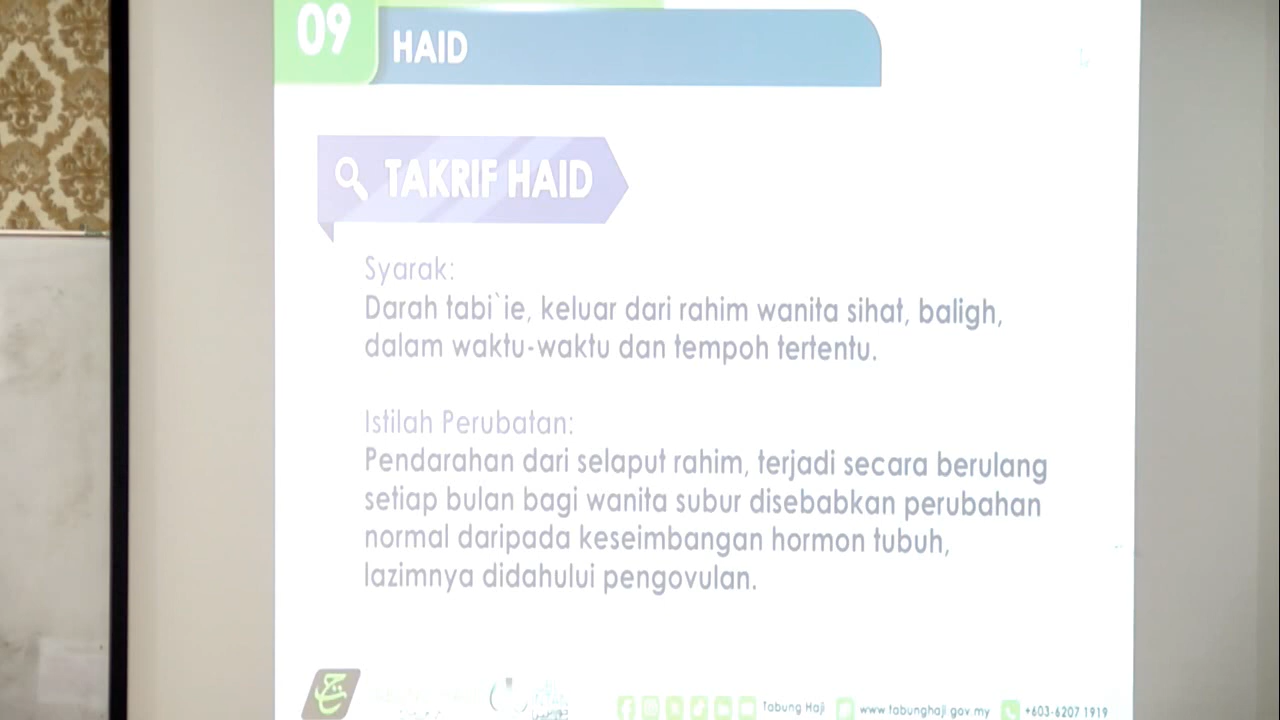 09
HAID
TAKRIF HAID
Syarak:
Darah tabi`ie, keluar dari rahim wanita sihat, baligh,
dalam waktu-waktu dan tempoh tertentu.
Istilah Perubatan:
Pendarahan dari selaput rahim, terjadi secara berulang
setiap bulan bagi wanita subur disebabkan perubahan
normal daripada keseimbangan hormon tubuh,
lazimnya didahului pengovulan.
Tabung Haji www.tabunghaji.gov.my +603-6207 1919